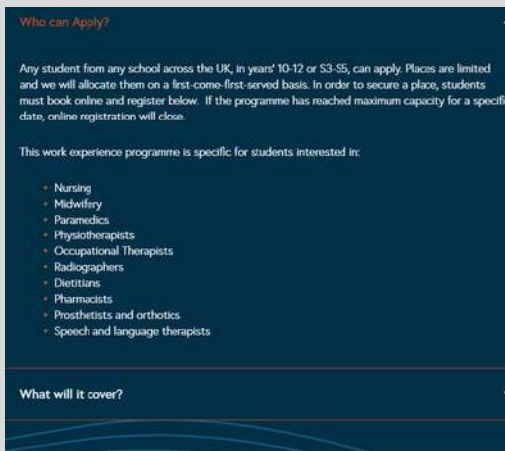 Who can Apply?
Any student from any school across the UK, in years' 10-12 or S3-S5, can apply. Places are limited
and we will allocate them on a first-come-first-served basis. In order to secure a place, students
must book online and register below. If the programme has reached maximum capacity for a specifi
date, online registration will close.
This work experience programme is specific for students interested in:
• Nursing
• Midwifery
• Paramedics
• Physiotherapists
• Occupational Therapists
• Radiographers
• Dietitians
• Pharmacists
• Prosthetists and orthotics
• Speech and language therapists
What will it cover?